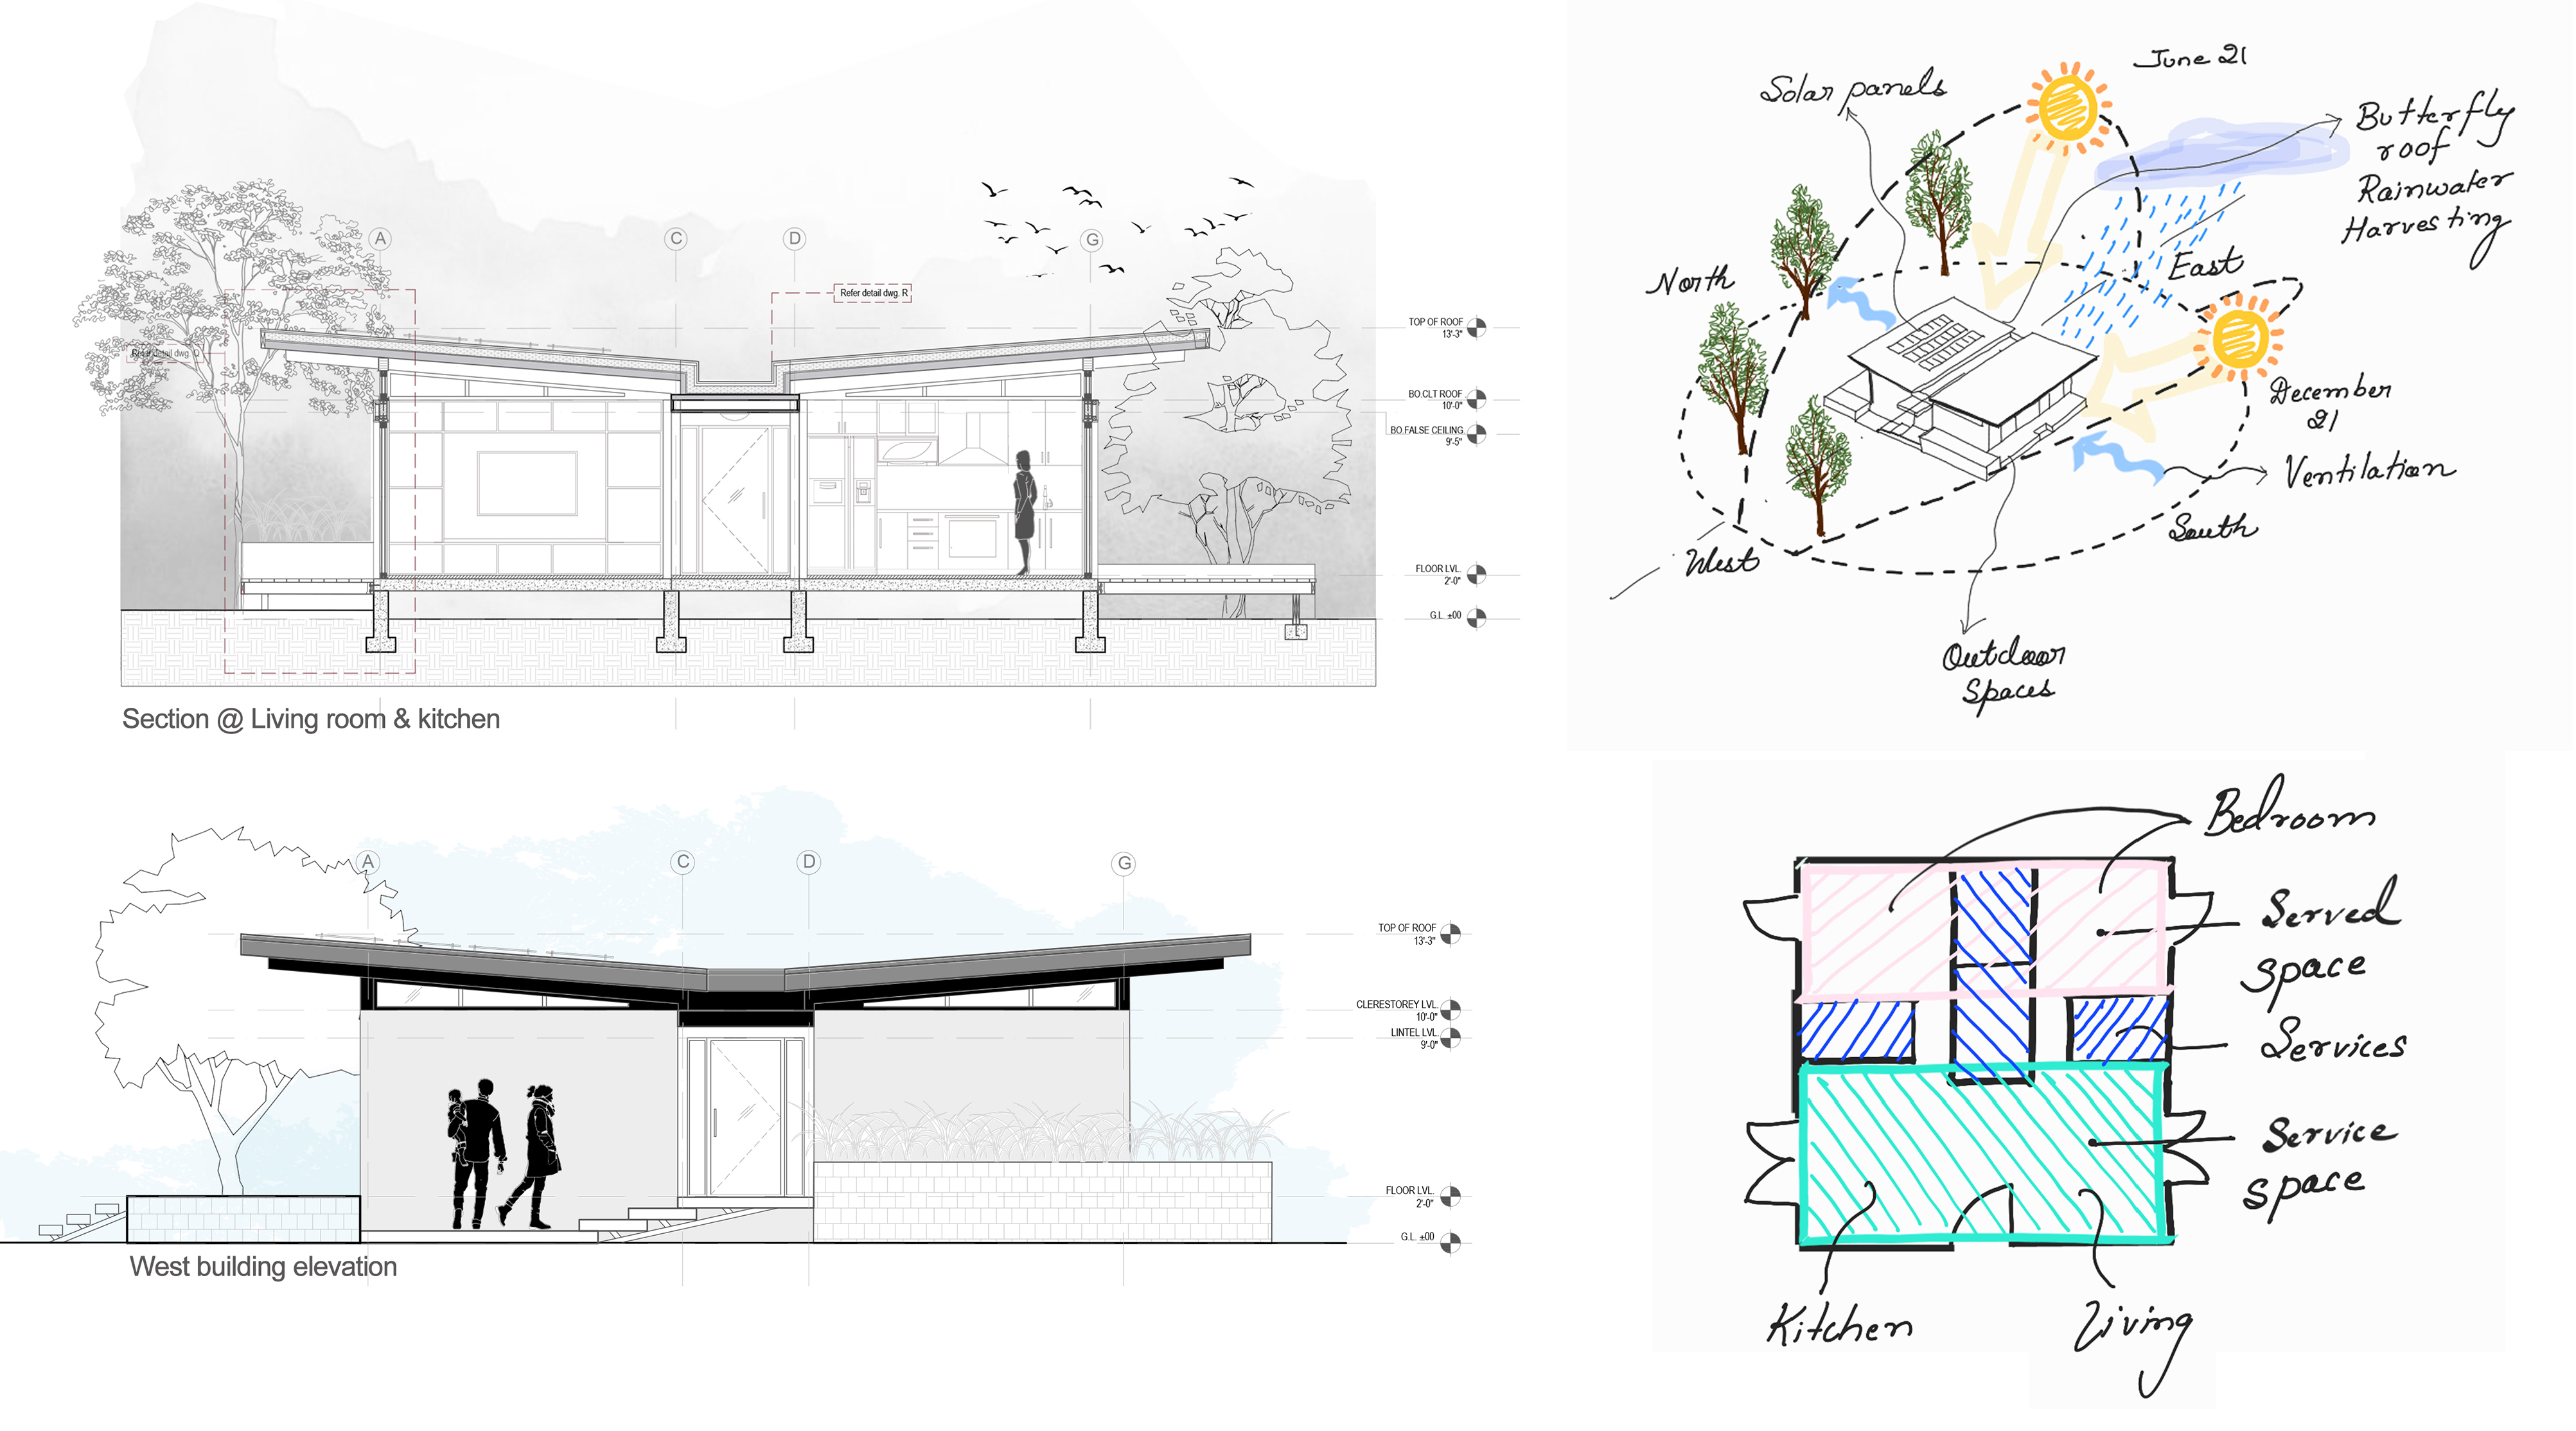 A
C
D
G
Refer detail dwg. R
Refer detail dwg. Q
TOP OF ROOF
13'-3"
BO.CLT ROOF
10'-0"
BO.FALSE CEILING
9'-5"
FLOOR LVL.
2'-0"
G.L. ±00
Section @ Living room & kitchen
June 21
Solar panels
Butterfly
roof
Rainwater
Harvesting
North
East
December
21
Ventilation
South
West
Outdoor
Spaces
A
C
D
G
TOP OF ROOF
13'-3"
CLERESTOREY LVL.
10'-0"
LINTEL LVL.
9'-0"
FLOOR LVL.
2'-0"
G.L. ±00
West building elevation
Bedroom
Served
space
Services
Service
space
Kitchen
Living